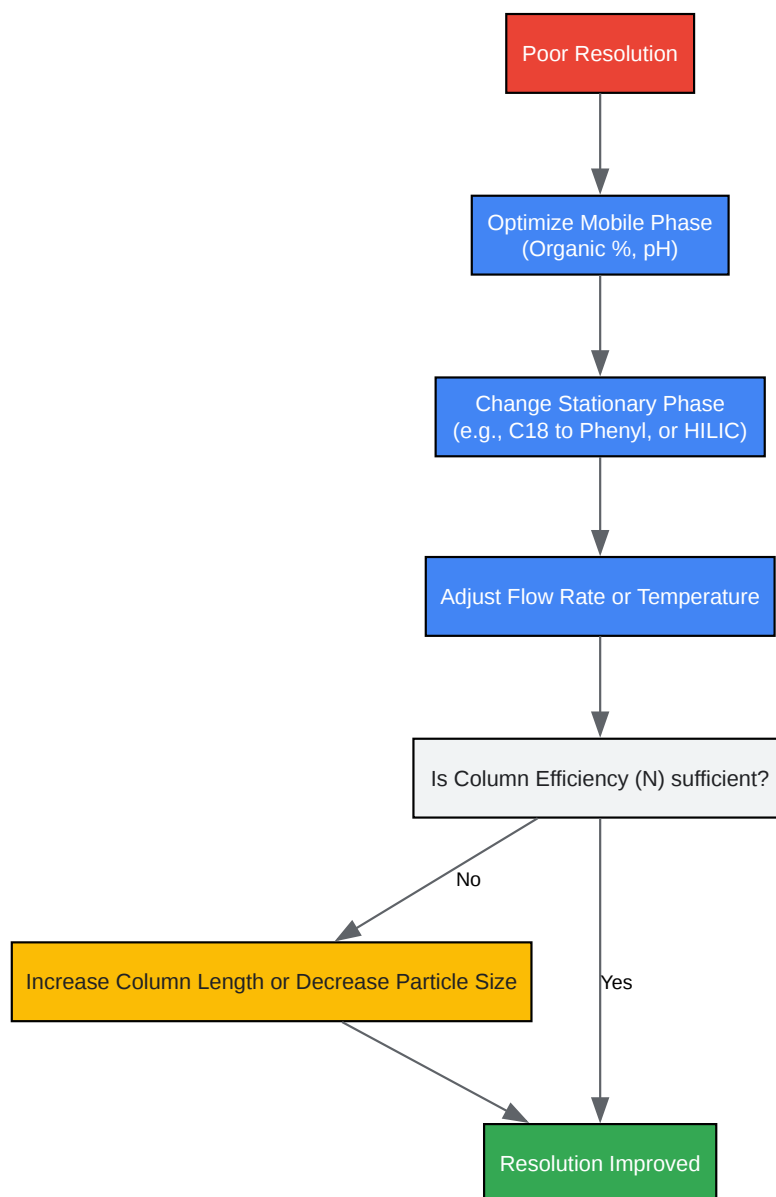 Poor Resolution
Optimize Mobile Phase
(Organic %, pH)
Change Stationary Phase
(e.g., C18 to Phenyl, or HILIC)
Adjust Flow Rate or Temperature
Is Column Efficiency (N) sufficient?
No
Increase Column Length or Decrease Particle Size
Yes
Resolution Improved